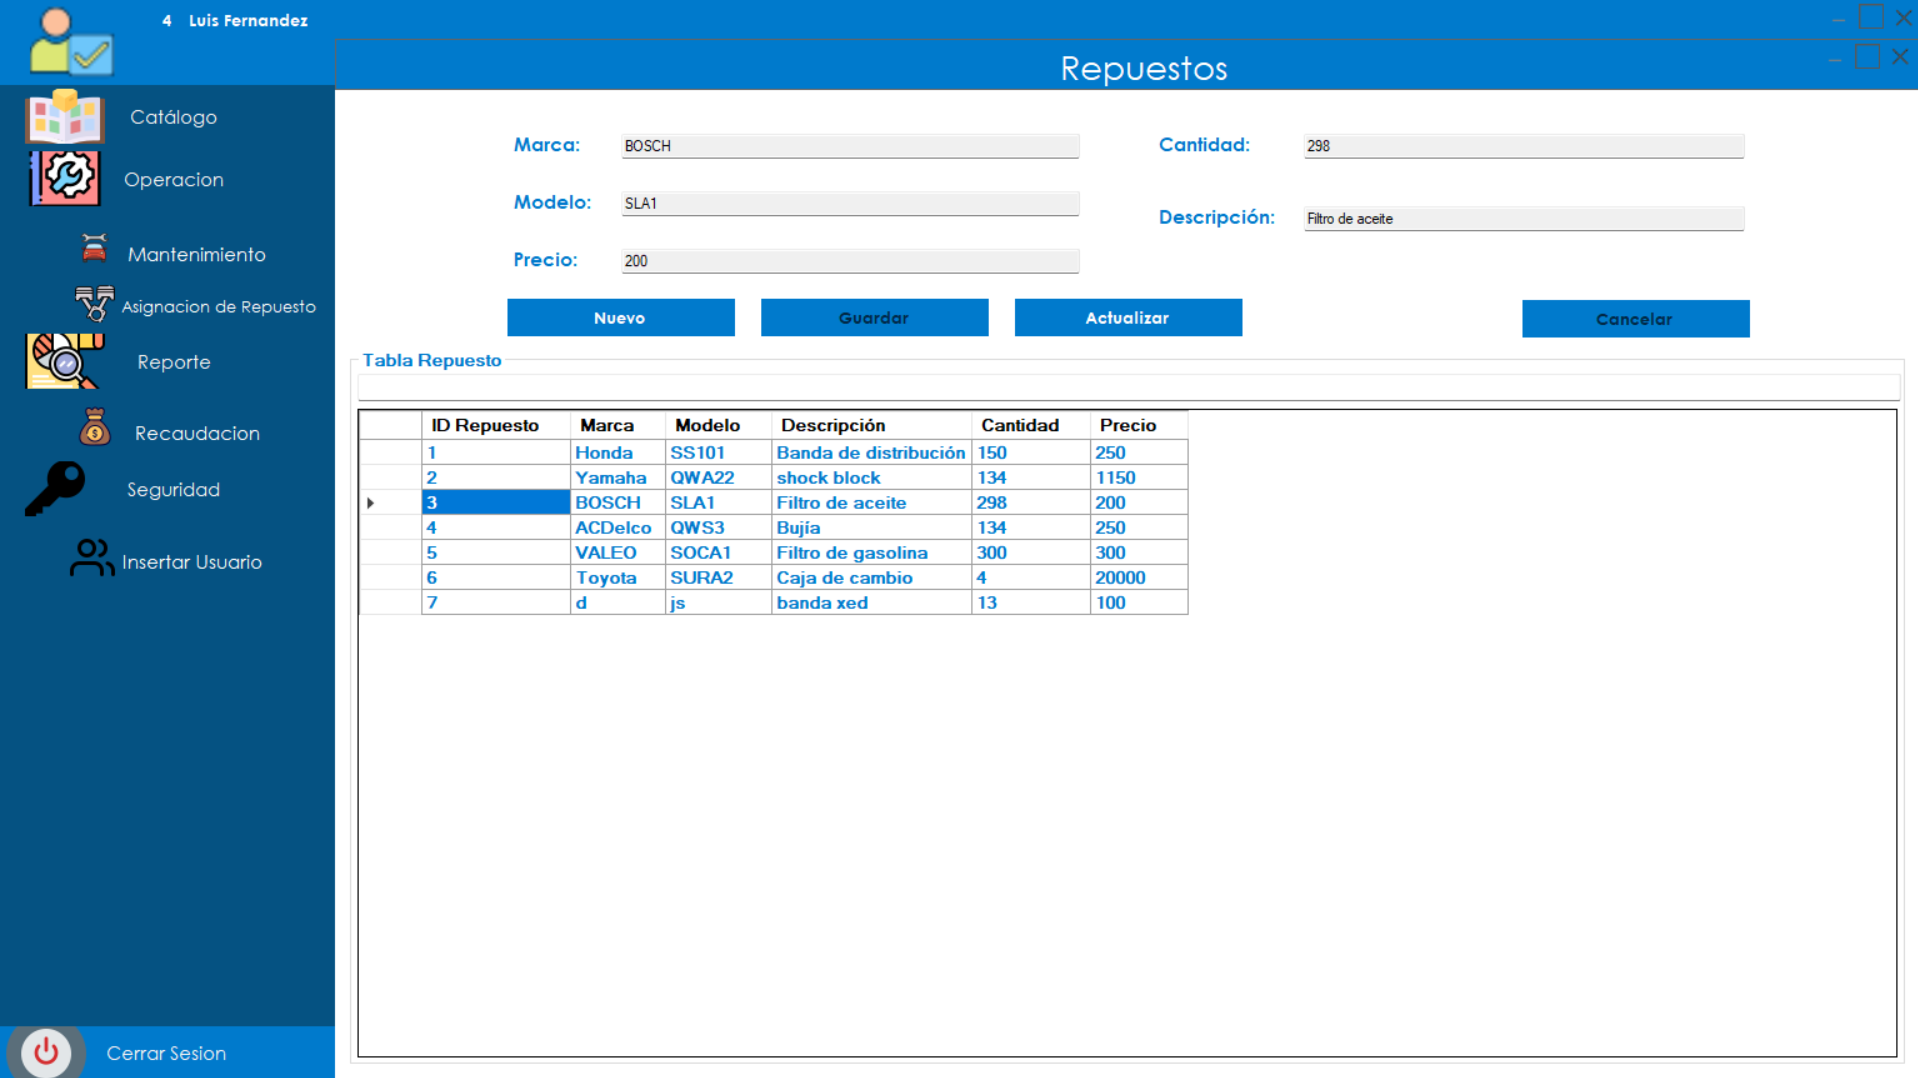 4 Luis Fernandez
Repuestos
Catálogo
Operacion
Mantenimiento
Asignacion de Repuesto
Reporte
Recaudacion
Seguridad
Insertar Usuario
Cerrar Sesion
Marca: BOSCH
Cantidad: 298
Modelo: SLA1
Descripción: Filtro de aceite
Precio: 200
Nuevo Guardar Actualizar Cancelar
Tabla Repuesto
ID Repuesto Marca Modelo Descripción Cantidad Precio
1 Honda SS101 Banda de distribución 150 250
2 Yamaha QWA22 shock block 134 1150
3 BOSCH SLA1 Filtro de aceite 298 200
4 ACDelco QWS3 Bujía 134 250
5 VALEO SOCA1 Filtro de gasolina 300 300
6 Toyota SURA2 Caja de cambio 4 20000
7 d js banda xed 13 100